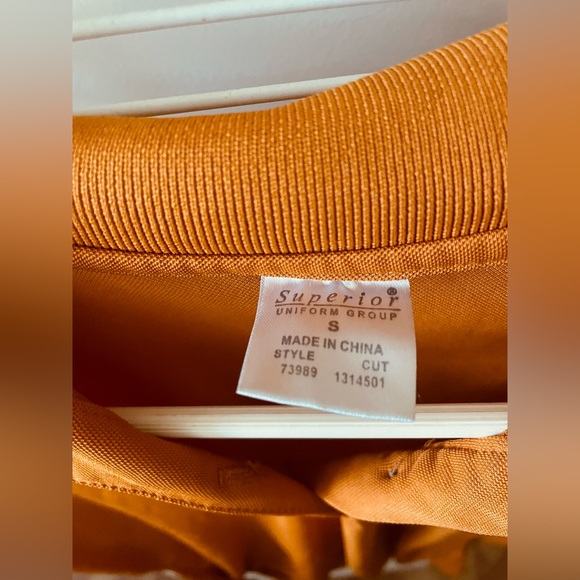 Superior®
UNIFORM GROUP
S
MADE IN CHINA
STYLE CUT
73989 1314501